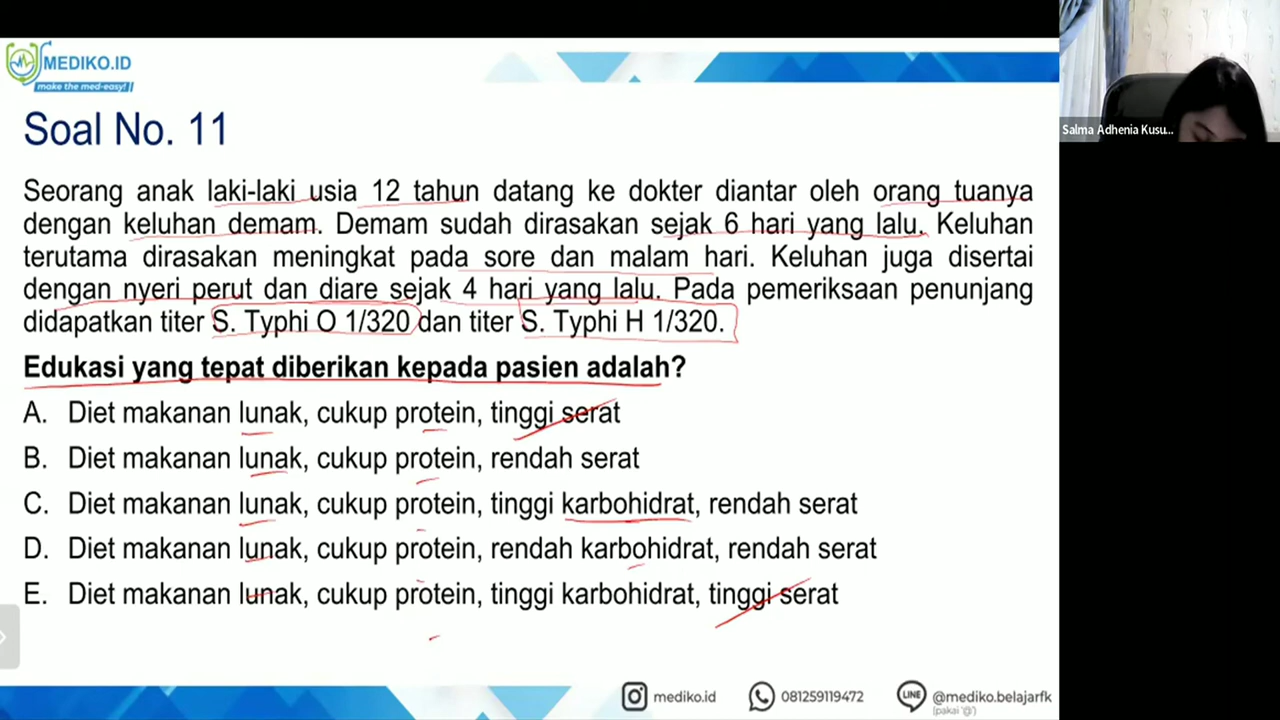 MEDIKO.ID
make the med-easy!
Soal No. 11
Seorang anak laki-laki usia 12 tahun datang ke dokter diantar oleh orang tuanya
dengan keluhan demam. Demam sudah dirasakan sejak 6 hari yang lalu. Keluhan
terutama dirasakan meningkat pada sore dan malam hari. Keluhan juga disertai
dengan nyeri perut dan diare sejak 4 hari yang lalu. Pada pemeriksaan penunjang
didapatkan titer S. Typhi O 1/320 dan titer S. Typhi H 1/320.
Edukasi yang tepat diberikan kepada pasien adalah?
A. Diet makanan lunak, cukup protein, tinggi serat
B. Diet makanan lunak, cukup protein, rendah serat
C. Diet makanan lunak, cukup protein, tinggi karbohidrat, rendah serat
D. Diet makanan lunak, cukup protein, rendah karbohidrat, rendah serat
E. Diet makanan lunak, cukup protein, tinggi karbohidrat, tinggi serat
mediko.id
081259119472
LINE
@mediko.belajarfk
(pakai '@')
Salma Adhenia Kusu...